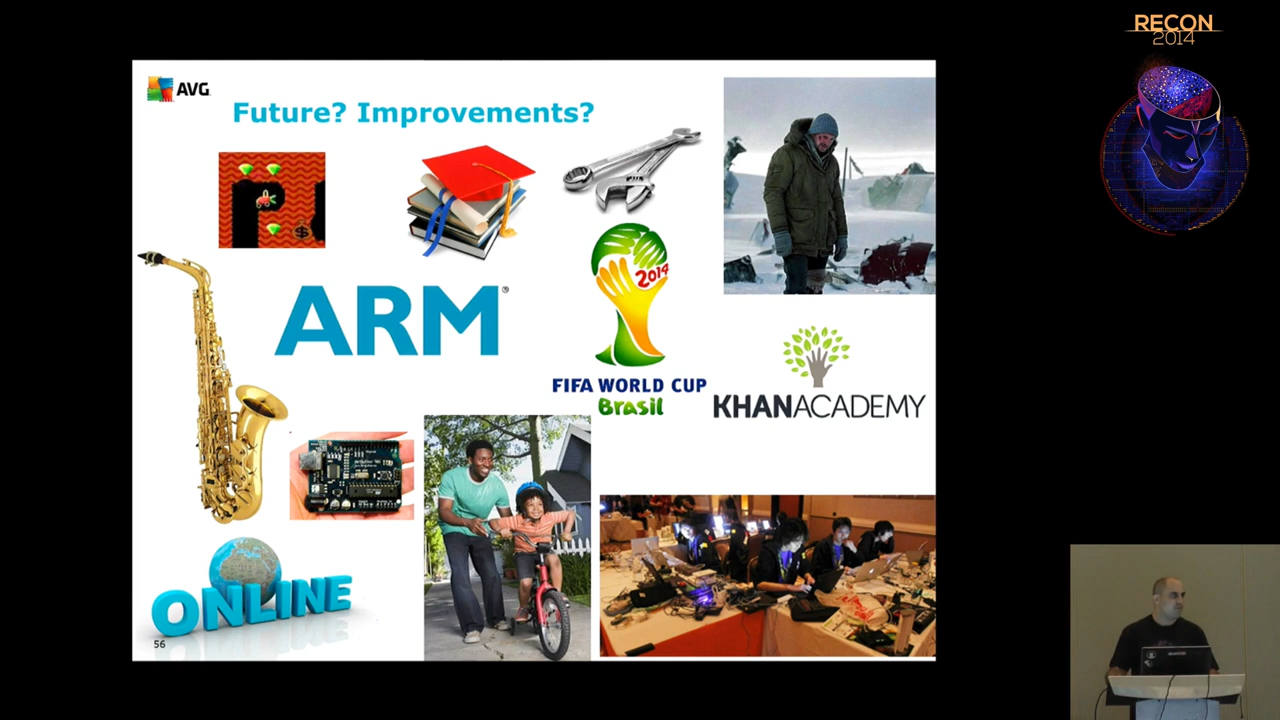 RECON
2014
AVG
Future? Improvements?
2014
ARM®
FIFA WORLD CUP
Brasil
KHANACADEMY
ONLINE
56